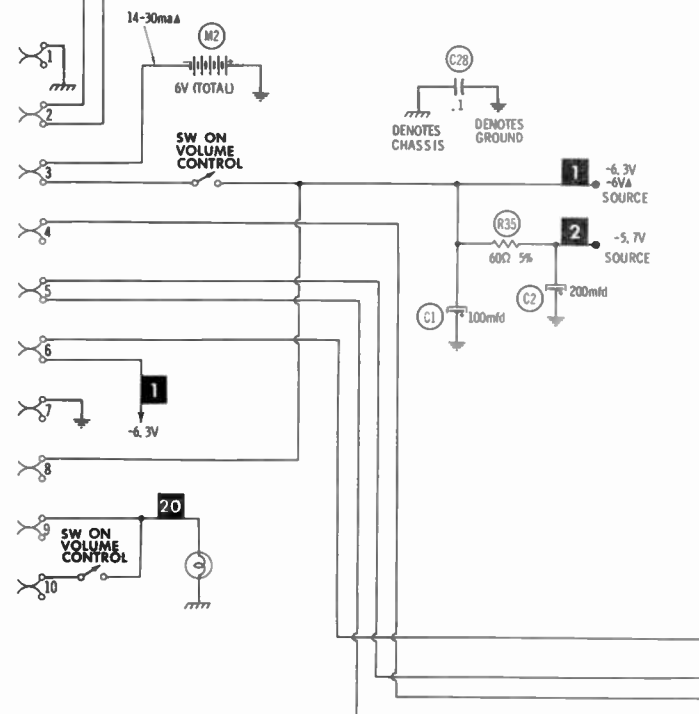 14-30ma▲
M2
6V (TOTAL)
C28
.1
DENOTES
CHASSIS
DENOTES
GROUND
1
2
SW ON
VOLUME
CONTROL
3
1
-6.3V
-6V▲
SOURCE
4
R35
60Ω 5%
2
-5.7V
SOURCE
5
C1
100mfd
C2
200mfd
6
1
-6.3V
7
8
20
9
SW ON
VOLUME
CONTROL
10